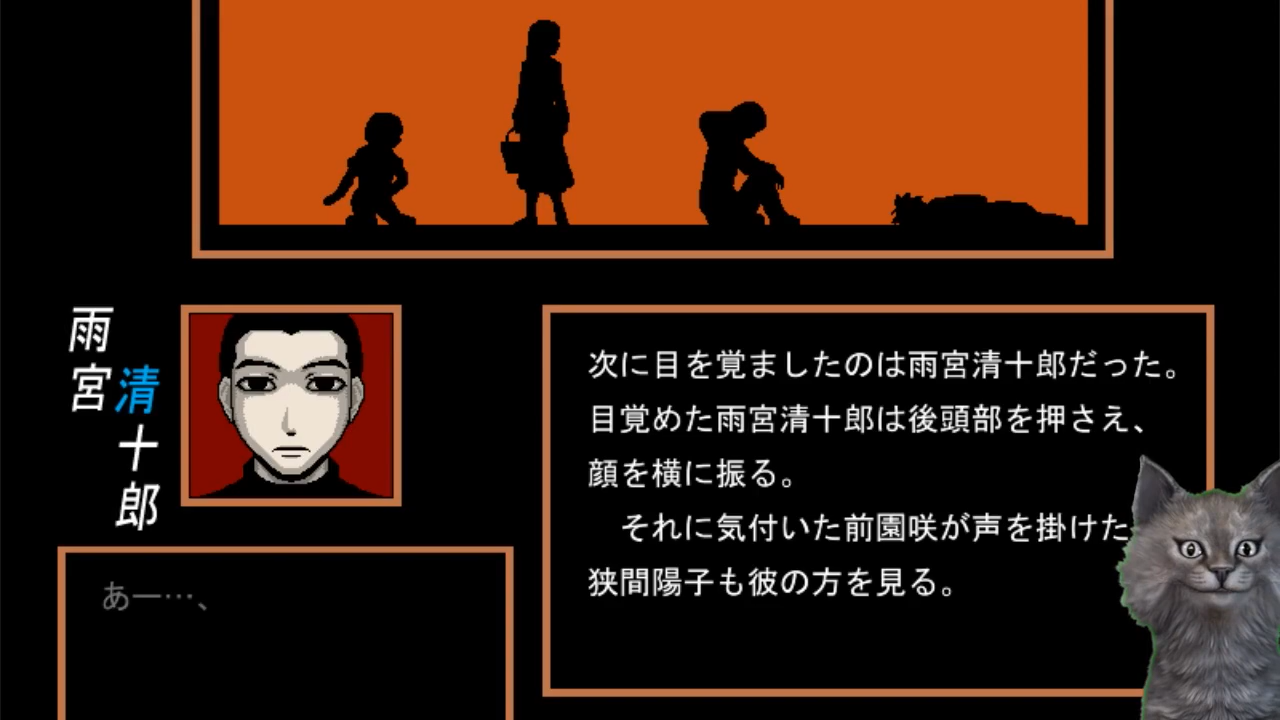 雨宮
清十郎
次に目を覚ましたのは雨宮清十郎だった。
目覚めた雨宮清十郎は後頭部を押さえ、
顔を横に振る。
　それに気付いた前園咲が声を掛けた
狭間陽子も彼の方を見る。
あー…、